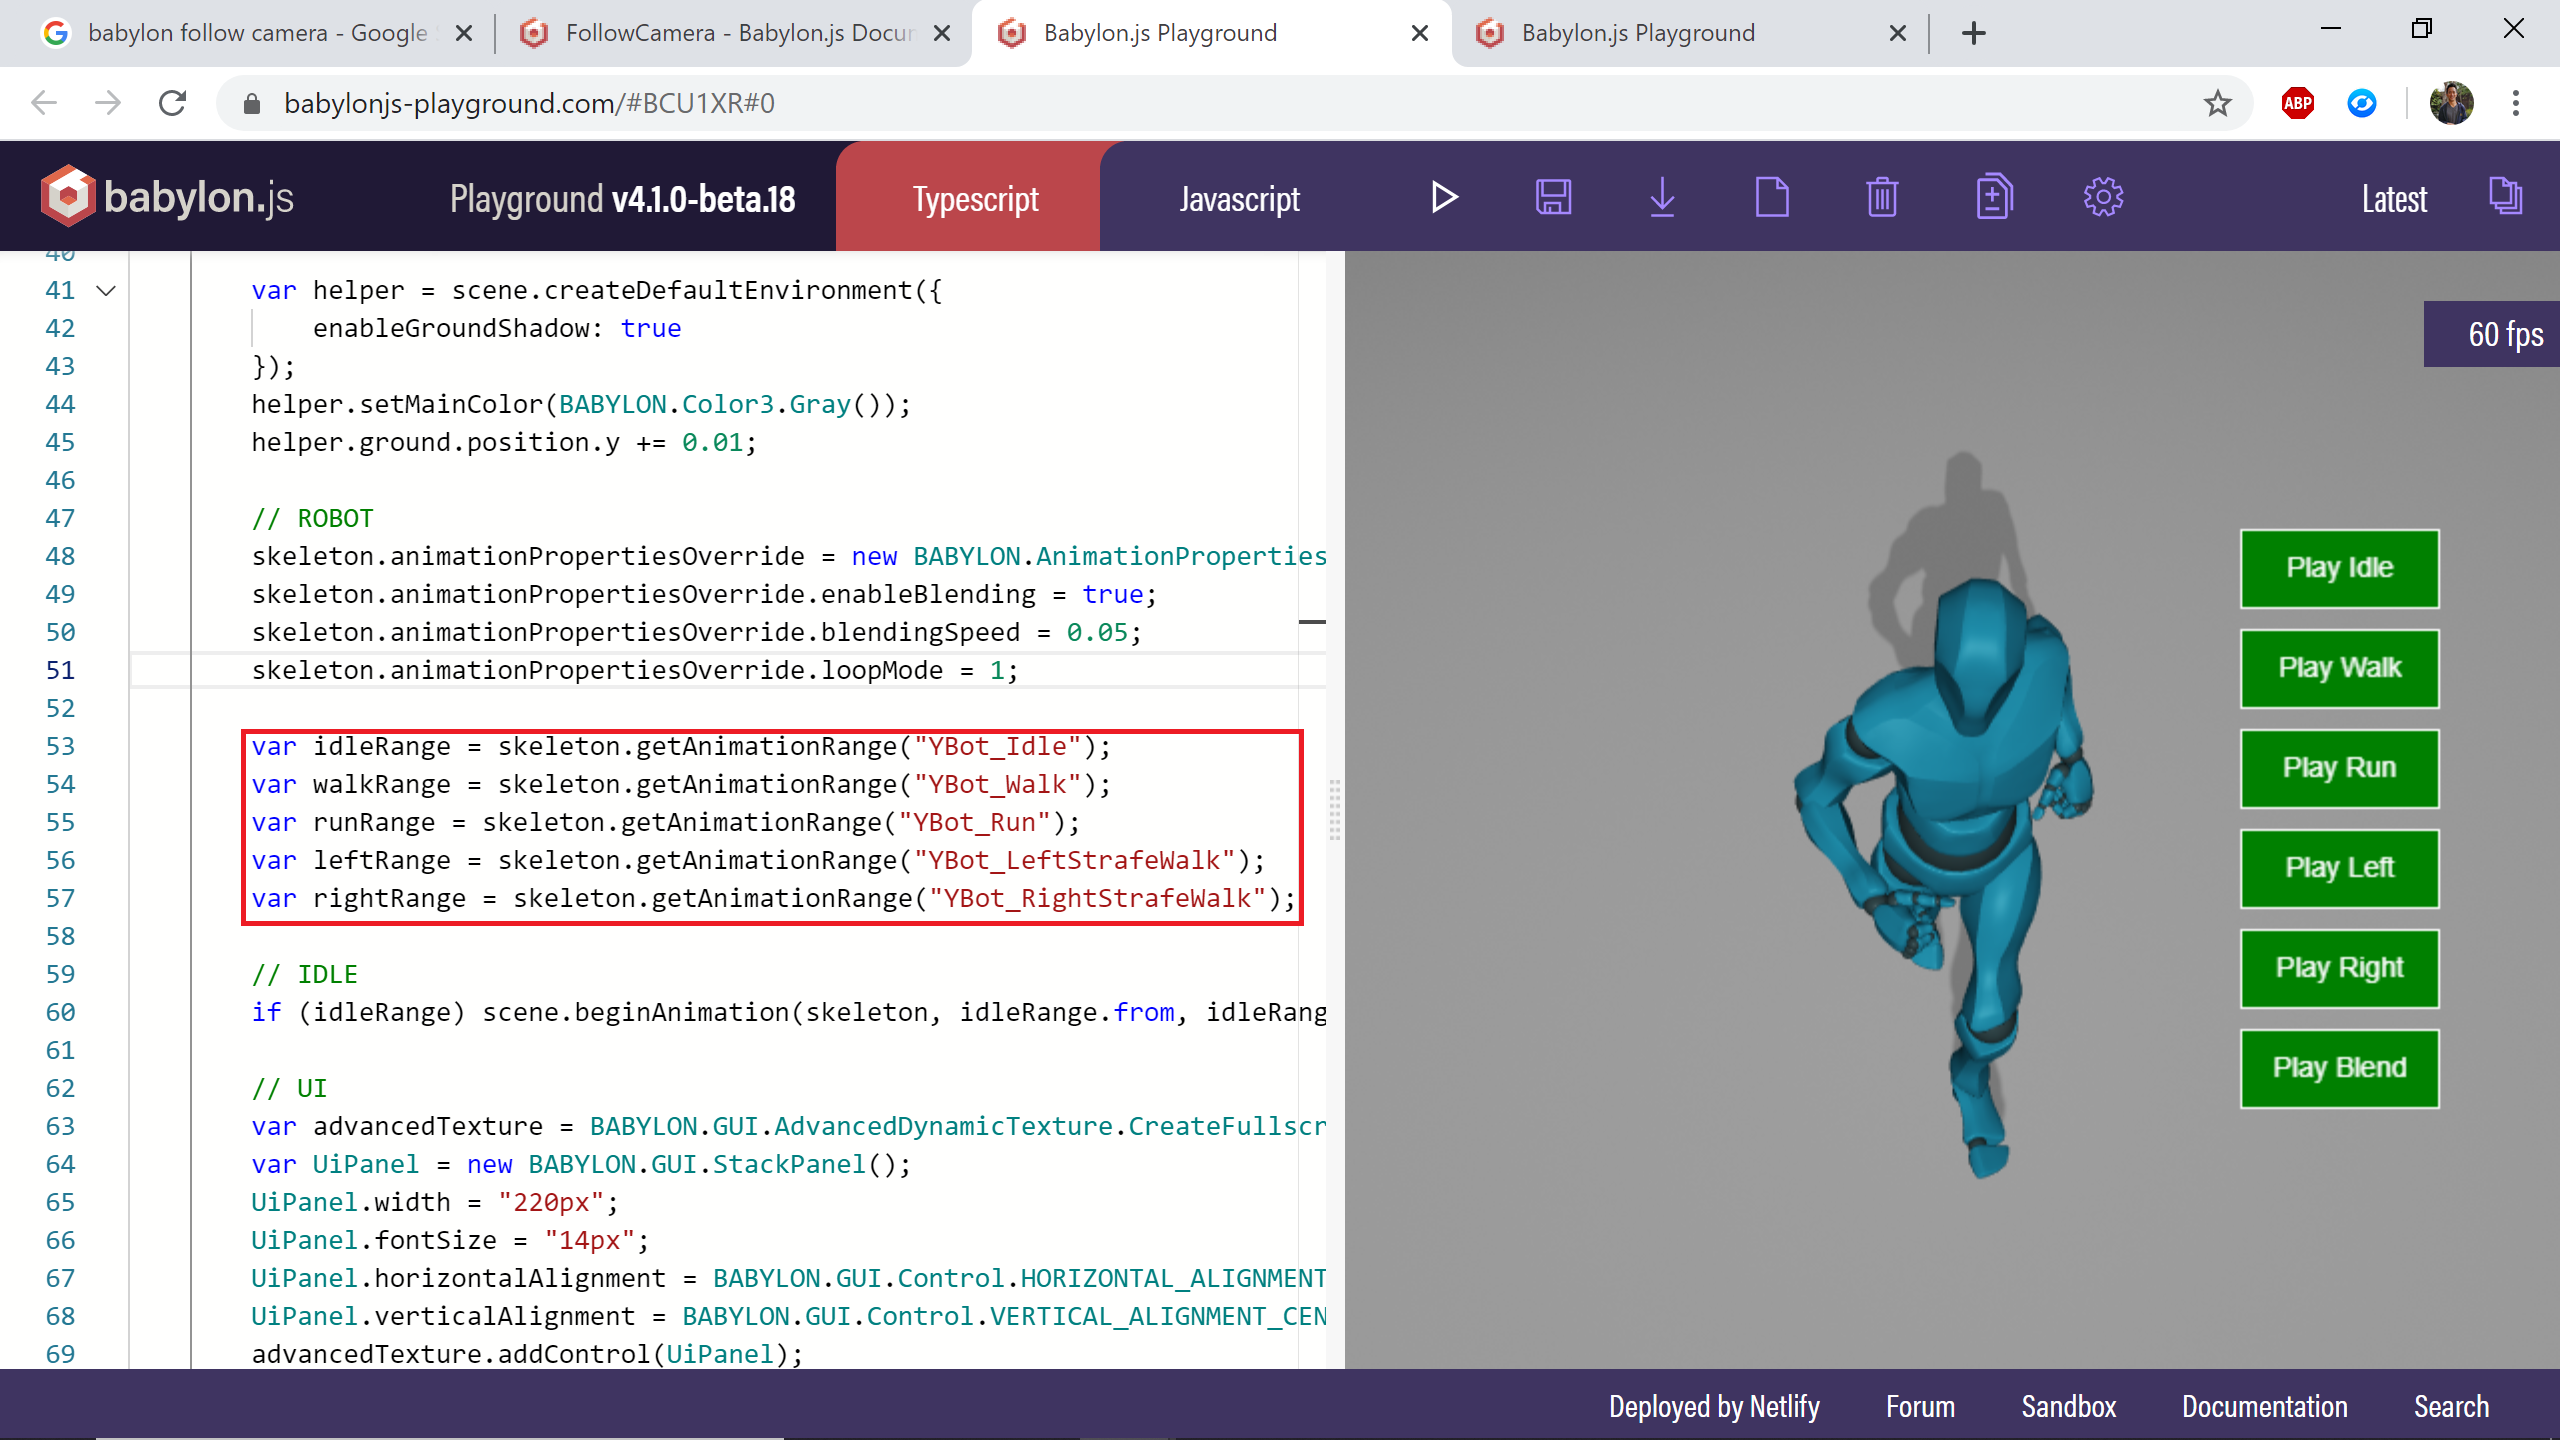 babylon follow camera - Google
FollowCamera - Babylon.js Docu
Babylon.js Playground
Babylon.js Playground
babylonjs-playground.com/#BCU1XR#0
ABP
babylon.js
Playground v4.1.0-beta.18
Typescript
Javascript
Latest
60 fps
40
41 var helper = scene.createDefaultEnvironment({
42 enableGroundShadow: true
43 });
44 helper.setMainColor(BABYLON.Color3.Gray());
45 helper.ground.position.y += 0.01;
46
47 // ROBOT
48 skeleton.animationPropertiesOverride = new BABYLON.AnimationProperties
49 skeleton.animationPropertiesOverride.enableBlending = true;
50 skeleton.animationPropertiesOverride.blendingSpeed = 0.05;
51 skeleton.animationPropertiesOverride.loopMode = 1;
52
53 var idleRange = skeleton.getAnimationRange("YBot_Idle");
54 var walkRange = skeleton.getAnimationRange("YBot_Walk");
55 var runRange = skeleton.getAnimationRange("YBot_Run");
56 var leftRange = skeleton.getAnimationRange("YBot_LeftStrafeWalk");
57 var rightRange = skeleton.getAnimationRange("YBot_RightStrafeWalk");
58
59 // IDLE
60 if (idleRange) scene.beginAnimation(skeleton, idleRange.from, idleRang
61
62 // UI
63 var advancedTexture = BABYLON.GUI.AdvancedDynamicTexture.CreateFullscr
64 var UiPanel = new BABYLON.GUI.StackPanel();
65 UiPanel.width = "220px";
66 UiPanel.fontSize = "14px";
67 UiPanel.horizontalAlignment = BABYLON.GUI.Control.HORIZONTAL_ALIGNMENT
68 UiPanel.verticalAlignment = BABYLON.GUI.Control.VERTICAL_ALIGNMENT_CEN
69 advancedTexture.addControl(UiPanel);
Play Idle
Play Walk
Play Run
Play Left
Play Right
Play Blend
Deployed by Netlify
Forum
Sandbox
Documentation
Search